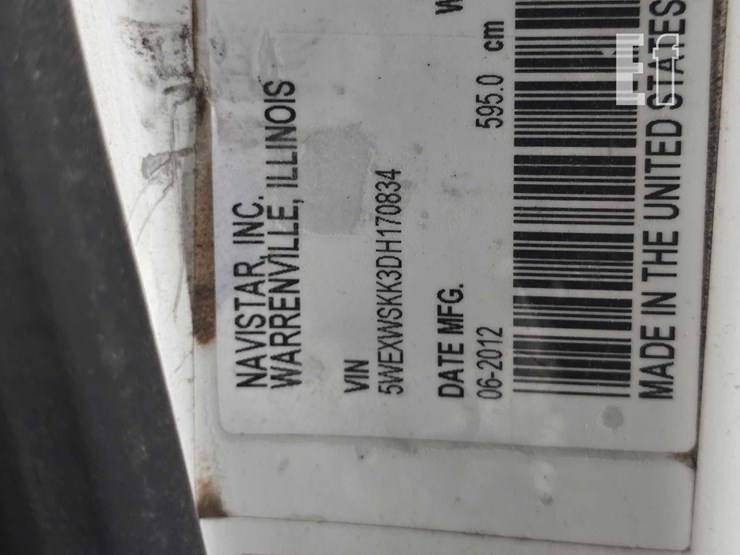 NAVISTAR, INC.
WARRENVILLE, ILLINOIS
VIN
5WEXWSKK3DH170834
DATE MFG.
W
06-2012
595.0 cm
MADE IN THE UNITED STATES